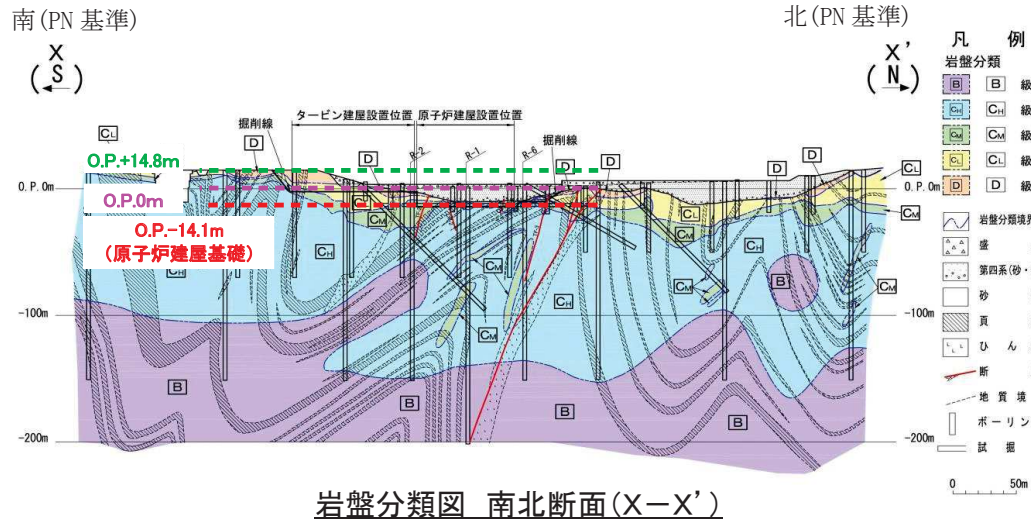 南(PN 基準)
北(PN 基準)
X
(S)
X'
(N)
凡 例
岩盤分類
B B 級
CH CH 級
CM CM 級
CL CL 級
D D 級
岩盤分類境界
盛
第四系(砂・
砂
頁
ひ ん
断
地 質 境
ボーリン
試 掘
0 50m
タービン建屋設置位置
原子炉建屋設置位置
掘削線
掘削線
CL
D
D
D
D
D
D
R-2
R-1
R-6
O.P.+14.8m
O.P.0m
O.P.-14.1m
(原子炉建屋基礎)
0.P.0m
0.P.0m
-100m
-100m
-200m
-200m
CL
CM
CM
CL
CM
CL
CM
CH
CH
CH
CH
CM
CM
CM
CM
B
B
B
B
B
岩盤分類図 南北断面(X-X')